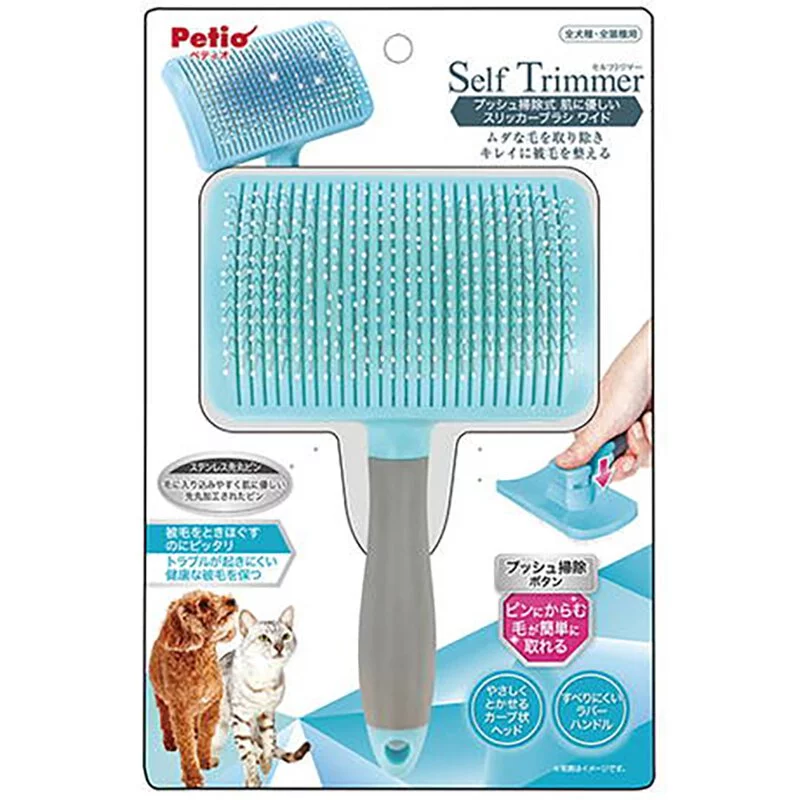 Petio
ペティオ
全犬種・全猫種用
セルフトリマー
Self Trimmer
プッシュ掃除式 肌に優しい
スリッカーブラシ ワイド
ムダな毛を取り除き
キレイに被毛を整える
ステンレス先丸ピン
毛に入り込みやすく肌に優しい
先丸加工されたピン
被毛をときほぐす
のにピッタリ
トラブルが起きにくい
健康な被毛を保つ
プッシュ掃除
ボタン
ピンにからむ
毛が簡単に
取れる
やさしく
とかせる
カーブ状
ヘッド
すべりにくい
ラバー
ハンドル
※写真はイメージです。